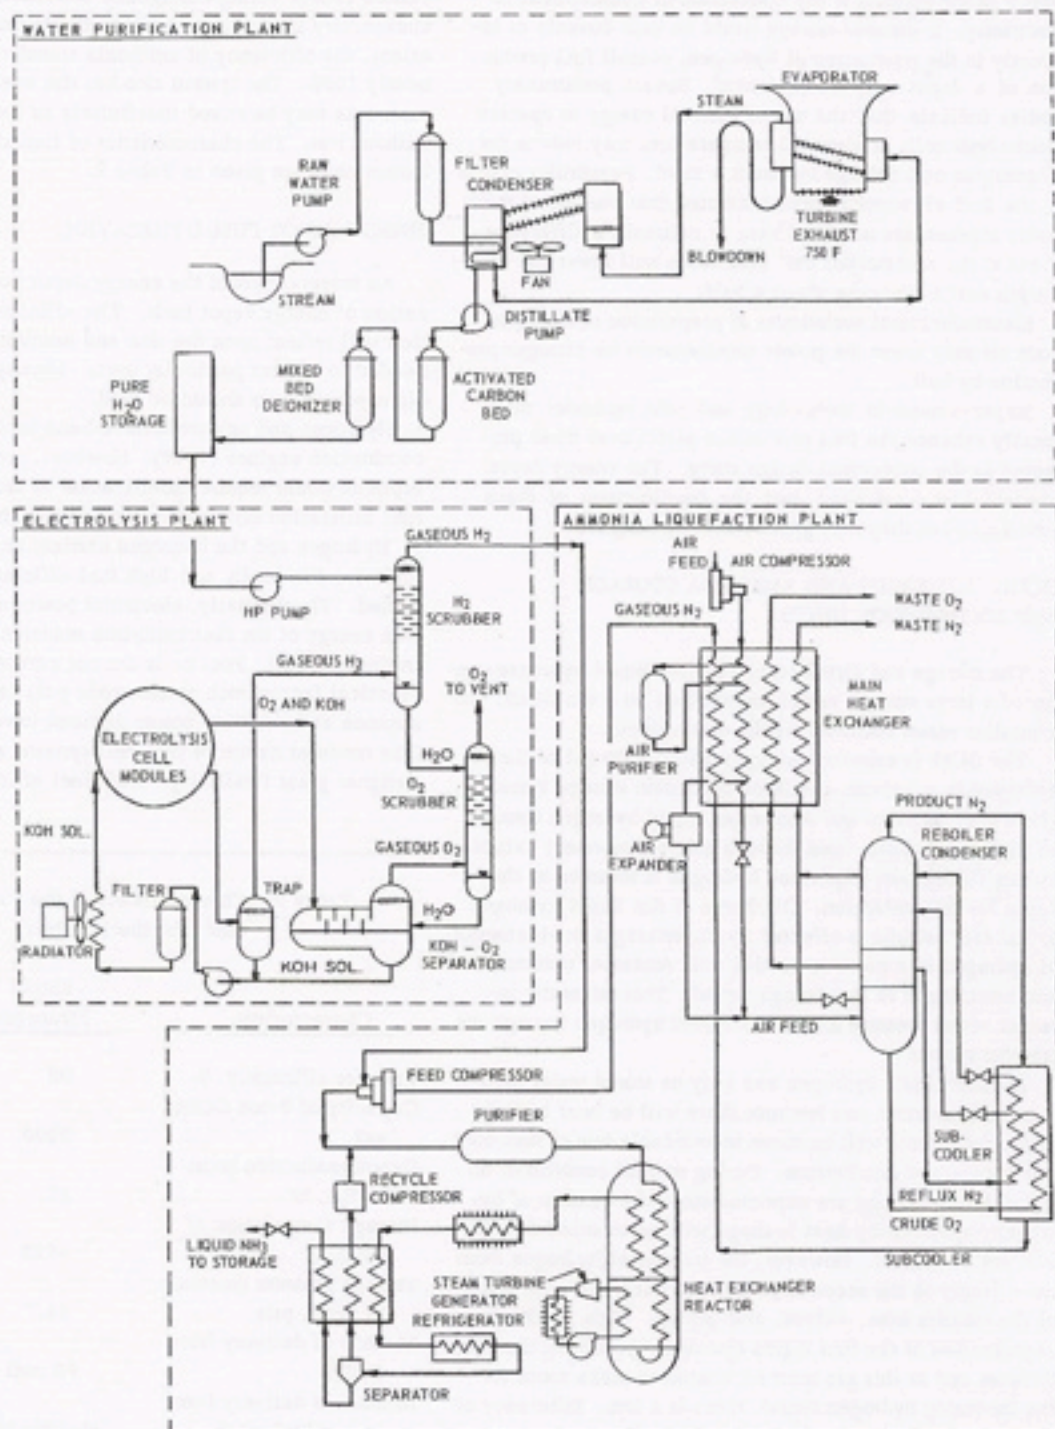 WATER PURIFICATION PLANT
EVAPORATOR
STEAM
RAW
WATER
PUMP
FILTER
CONDENSER
TURBINE
EXHAUST
750 F
BLOWDOWN
FAN
STREAM
DISTILLATE
PUMP
MIXED
BED
DEIONIZER
ACTIVATED
CARBON
BED
PURE
H2O
STORAGE
ELECTROLYSIS PLANT
GASEOUS H2
HP PUMP
H2
SCRUBBER
GASEOUS H2
O2
TO VENT
O2 AND KOH
ELECTROLYSIS
CELL
MODULES
H2O
O2
SCRUBBER
KOH SOL.
GASEOUS O2
FILTER
TRAP
H2O
RADIATOR
KOH SOL.
KOH - O2
SEPARATOR
AMMONIA LIQUEFACTION PLANT
AIR
FEED
AIR COMPRESSOR
GASEOUS N2
WASTE O2
WASTE N2
MAIN
HEAT
EXCHANGER
AIR
PURIFIER
PRODUCT N2
REBOILER
CONDENSER
AIR
EXPANDER
AIR FEED
SUB-
COOLER
REFLUX N2
CRUDE O2
SUBCOOLER
FEED COMPRESSOR
PURIFIER
RECYCLE
COMPRESSOR
LIQUID NH3
TO STORAGE
STEAM TURBINE
GENERATOR
REFRIGERATOR
HEAT EXCHANGER
REACTOR
SEPARATOR